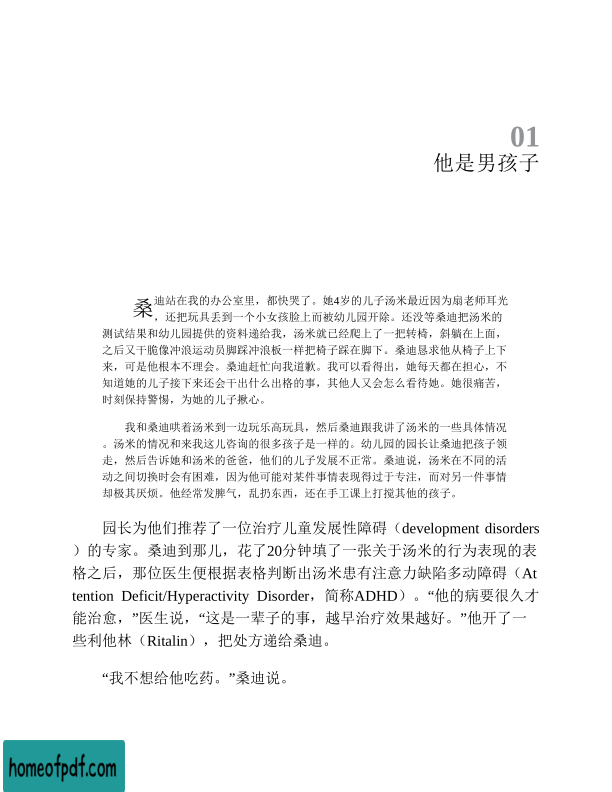 01
他是男孩子
桑迪站在我的办公室里，都快哭了。她4岁的儿子汤米最近因为扇老师耳光
，还把玩具丢到一个小女孩脸上而被幼儿园开除。还没等桑迪把汤米的
测试结果和幼儿园提供的资料递给我，汤米就已经爬上了一把转椅，斜躺在上面，
之后又干脆像冲浪运动员脚踩冲浪板一样把椅子踩在脚下。桑迪恳求他从椅子上下
来，可是他根本不理会。桑迪赶忙向我道歉。我可以看得出，她每天都在担心，不
知道她的儿子接下来还会干出什么出格的事，其他人又会怎么看待她。她很痛苦，
时刻保持警惕，为她的儿子揪心。
我和桑迪哄着汤米到一边玩乐高玩具，然后桑迪跟我讲了汤米的一些具体情况
。汤米的情况和来我这儿咨询的很多孩子是一样的。幼儿园的园长让桑迪把孩子领
走，然后告诉她和汤米的爸爸，他们的儿子发展不正常。桑迪说，汤米在不同的活
动之间切换时会有困难，因为他可能对某件事情表现得过于专注，而对另一件事情
却极其厌烦。他经常发脾气，乱扔东西，还在手工课上打搅其他的孩子。
园长为他们推荐了一位治疗儿童发展性障碍（development disorders
）的专家。桑迪到那儿，花了20分钟填了一张关于汤米的行为表现的表
格之后，那位医生便根据表格判断出汤米患有注意力缺陷多动障碍（At
tention Deficit/Hyperactivity Disorder，简称ADHD）。“他的病要很久才
能治愈，”医生说，“这是一辈子的事，越早治疗效果越好。”他开了一
些利他林（Ritalin），把处方递给桑迪。
“我不想给他吃药。”桑迪说。
homeofpdf.com